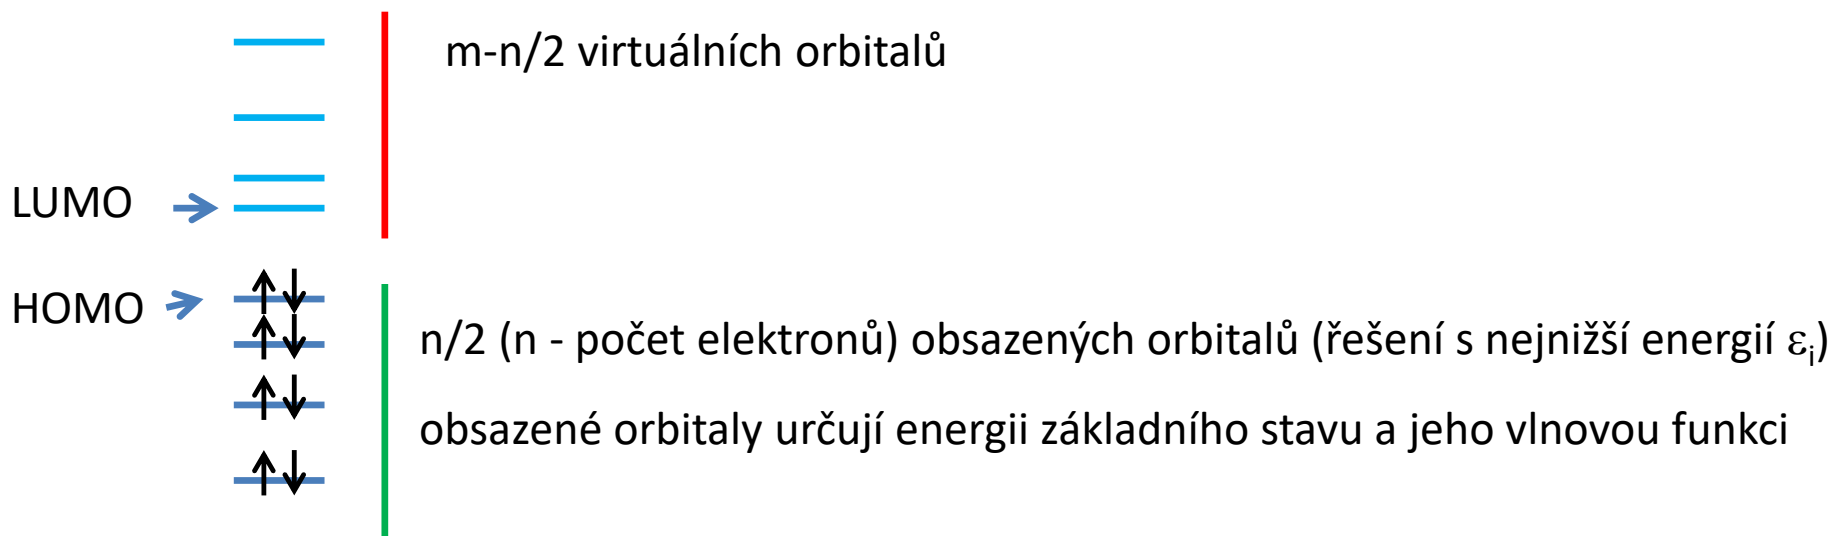 m-n/2 virtuálních orbitalů
LUMO
HOMO
n/2 (n - počet elektronů) obsazených orbitalů (řešení s nejnižší energií εi)
obsazené orbitaly určují energii základního stavu a jeho vlnovou funkci